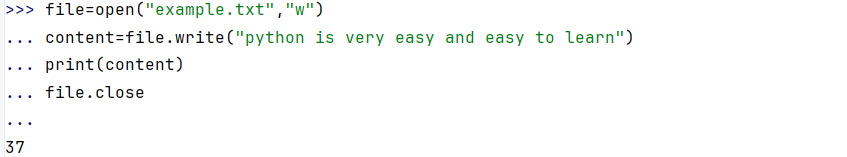 >>> file=open("example.txt","w")
... content=file.write("python is very easy and easy to learn")
... print(content)
... file.close
...
37